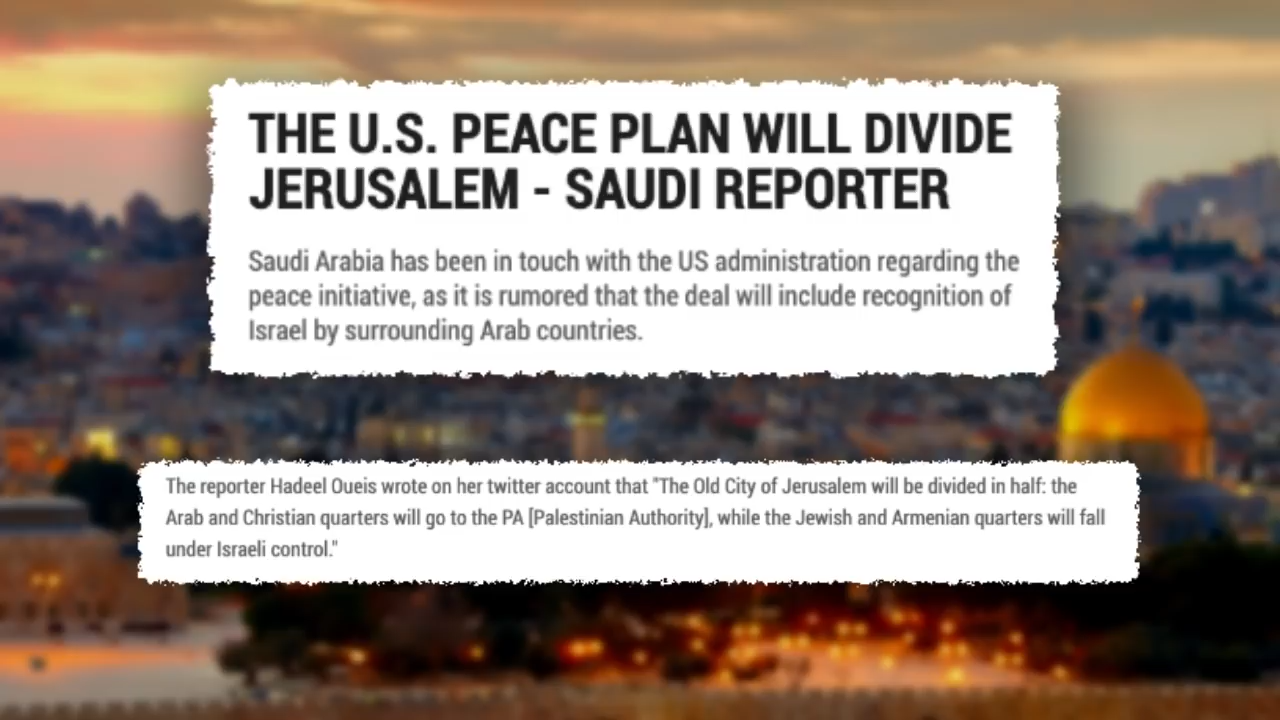 THE U.S. PEACE PLAN WILL DIVIDE
JERUSALEM - SAUDI REPORTER
Saudi Arabia has been in touch with the US administration regarding the
peace initiative, as it is rumored that the deal will include recognition of
Israel by surrounding Arab countries.
The reporter Hadeel Oueis wrote on her twitter account that "The Old City of Jerusalem will be divided in half: the
Arab and Christian quarters will go to the PA [Palestinian Authority], while the Jewish and Armenian quarters will fall
under Israeli control."